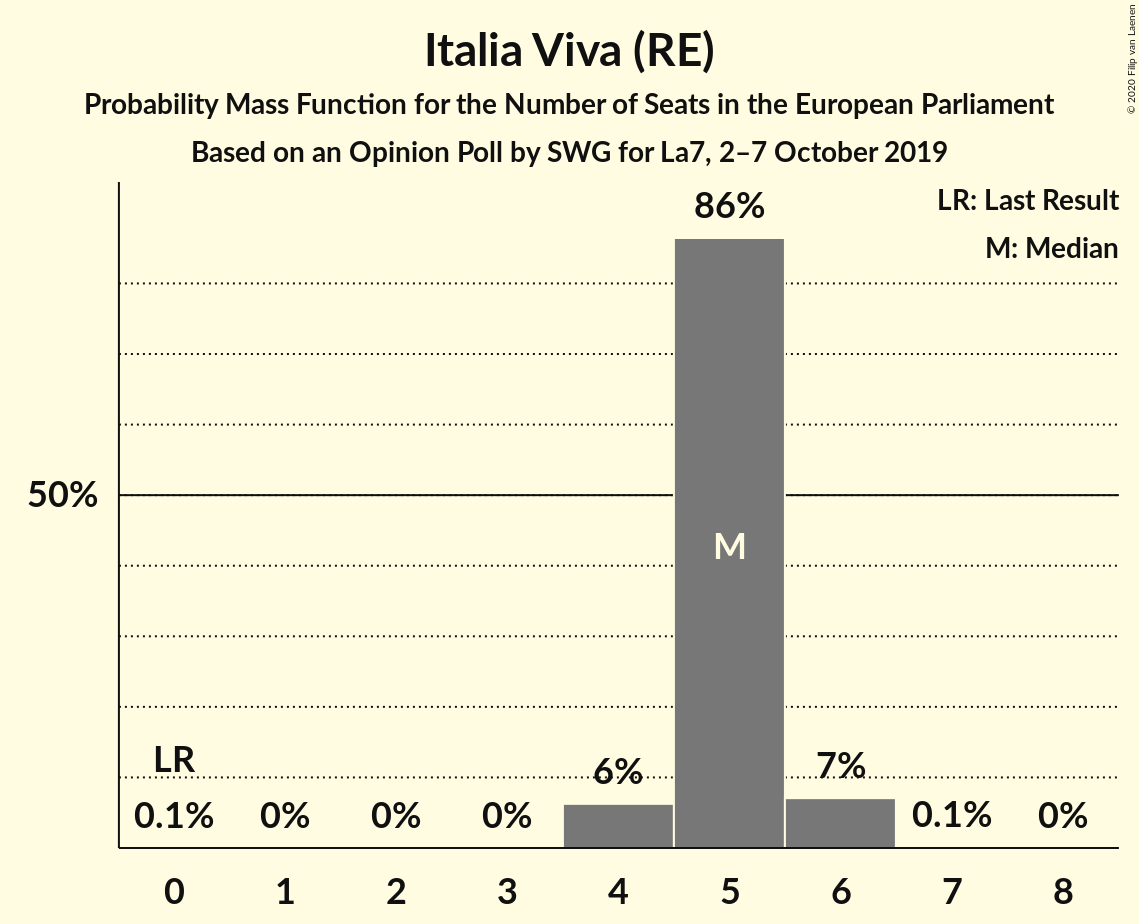 Italia Viva (RE)
Probability Mass Function for the Number of Seats in the European Parliament
Based on an Opinion Poll by SWG for La7, 2–7 October 2019
© 2020 Filip van Laenen
LR: Last Result
M: Median
86%
50%
M
LR
0.1%
0%
0%
0%
6%
7%
0.1%
0%
0
1
2
3
4
5
6
7
8